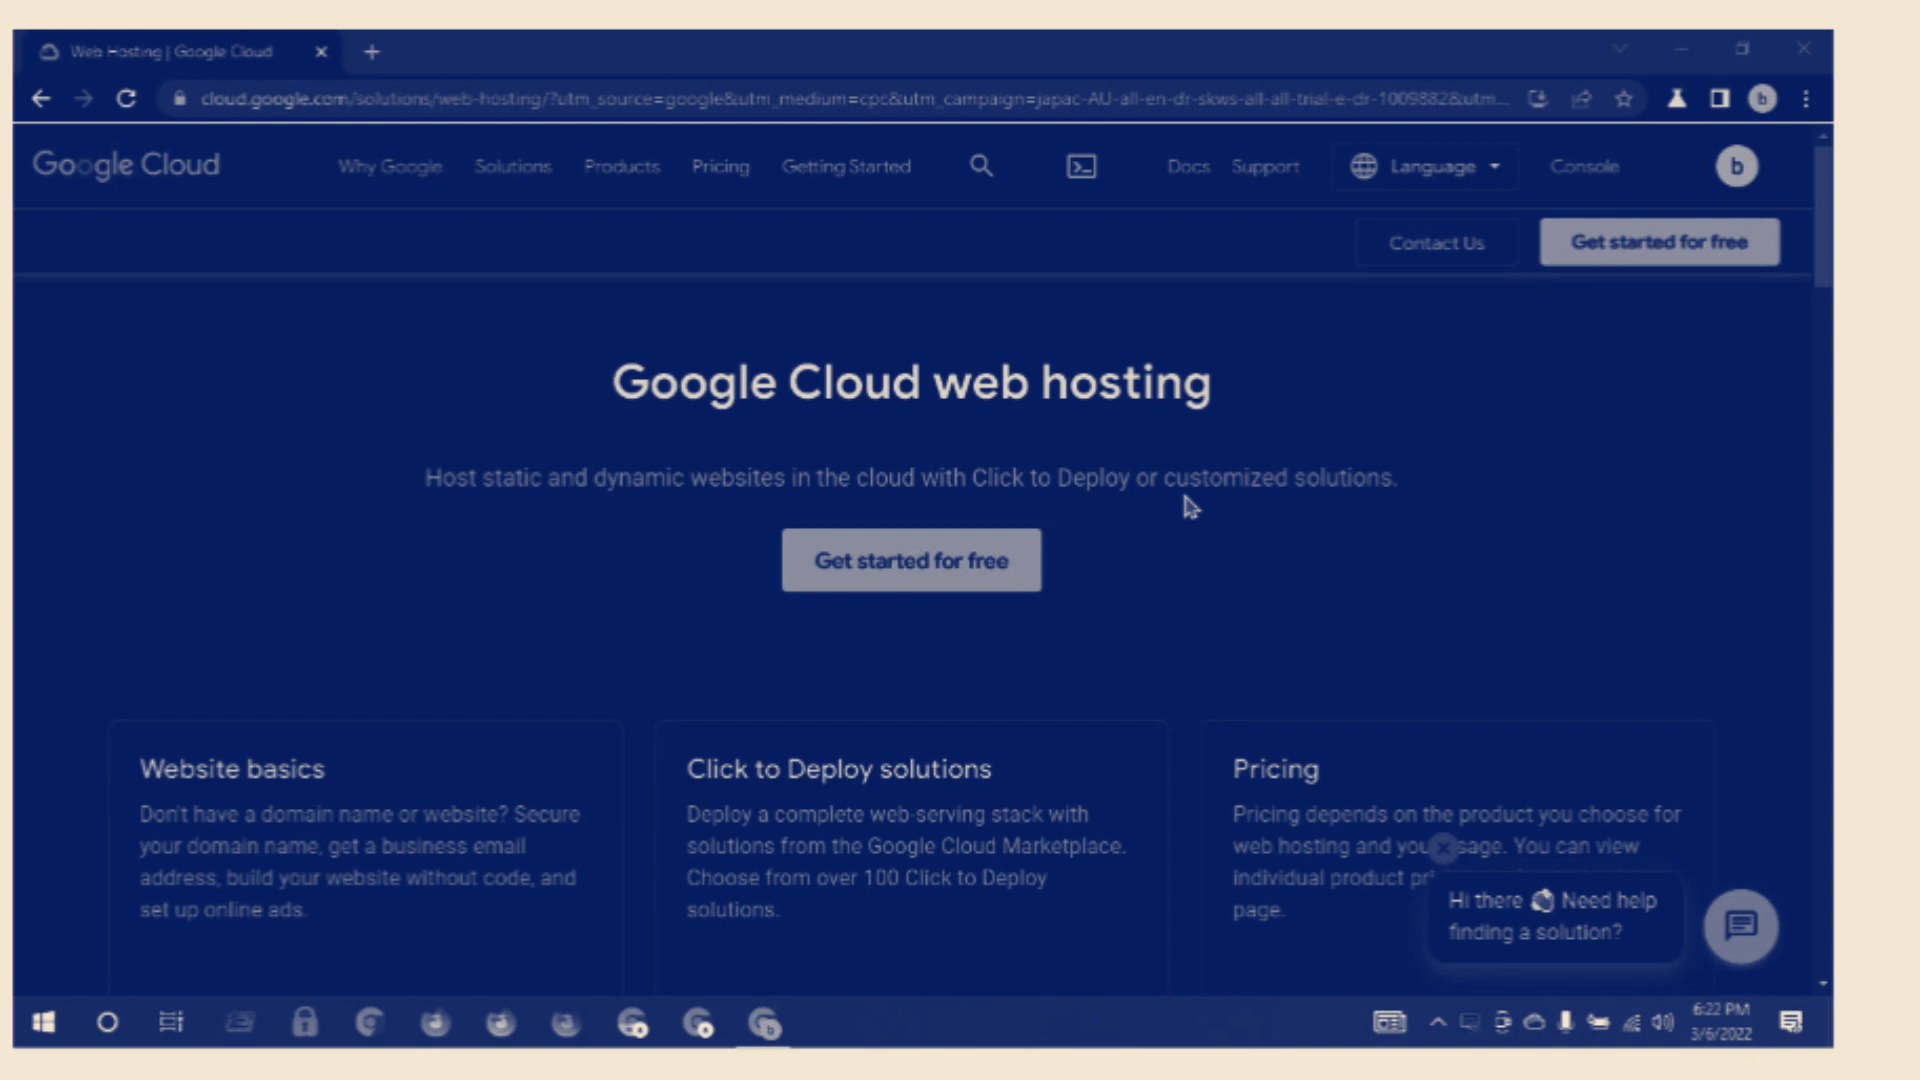 Web Hosting | Google Cloud
cloud.google.com/solutions/web-hosting/?utm_source=google&utm_medium=cpc&utm_campaign=japac-AU-all-en-dr-skws-all-all-trial-e-dr-1009882&utm...
b
Google Cloud
Why Google
Solutions
Products
Pricing
Getting Started
Docs
Support
Language
Console
b
Contact Us
Get started for free
Google Cloud web hosting
Host static and dynamic websites in the cloud with Click to Deploy or customized solutions.
Get started for free
Website basics
Don't have a domain name or website? Secure
your domain name, get a business email
address, build your website without code, and
set up online ads.
Click to Deploy solutions
Deploy a complete web-serving stack with
solutions from the Google Cloud Marketplace.
Choose from over 100 Click to Deploy
solutions.
Pricing
Pricing depends on the product you choose for
web hosting and your sage. You can view
individual product
page.
Hi there Need help
finding a solution?
6:22 PM
3/6/2022